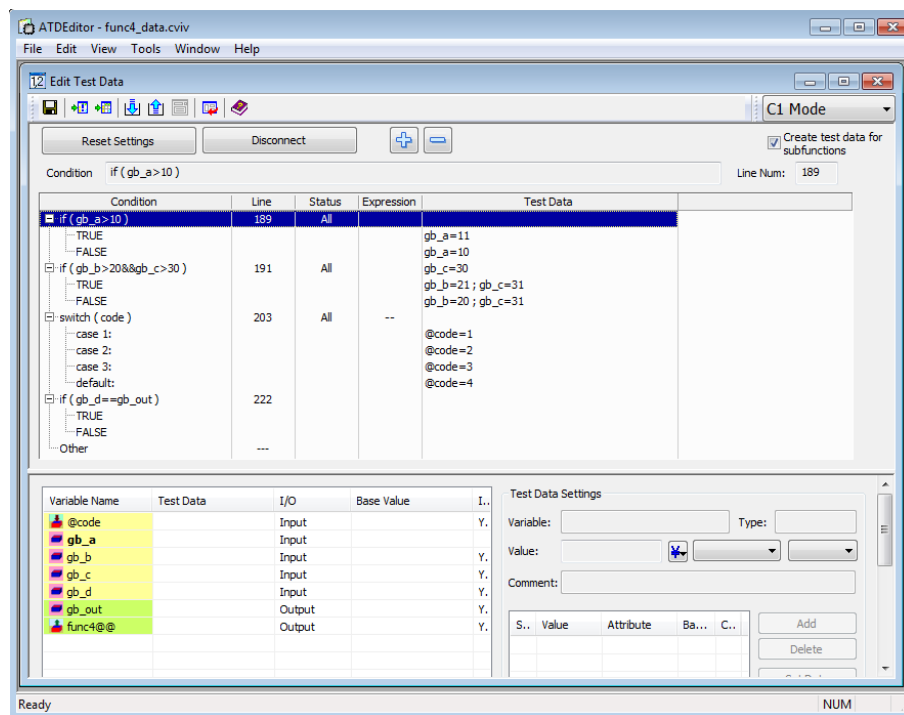 ATDEditor - func4_data.cviv
File Edit View Tools Window Help
12 Edit Test Data
C1 Mode
Reset Settings Disconnect
Create test data for
subfunctions
Condition if ( gb_a>10 ) Line Num: 189
Condition Line Status Expression Test Data
if ( gb_a>10 ) 189 All
TRUE gb_a=11
FALSE gb_a=10
if ( gb_b>20&&gb_c>30 ) 191 All gb_c=30
TRUE gb_b=21 ; gb_c=31
FALSE gb_b=20 ; gb_c=31
switch ( code ) 203 All --
case 1: @code=1
case 2: @code=2
case 3: @code=3
default: @code=4
if ( gb_d==gb_out ) 222
TRUE
FALSE
Other ---
Variable Name Test Data I/O Base Value I..
@code Input Y.
gb_a Input
gb_b Input Y.
gb_c Input Y.
gb_d Input Y.
gb_out Output Y.
func4@@ Output Y.
Test Data Settings
Variable: Type:
Value: ¥
Comment:
S.. Value Attribute Ba... C..
Add
Delete
Ready NUM